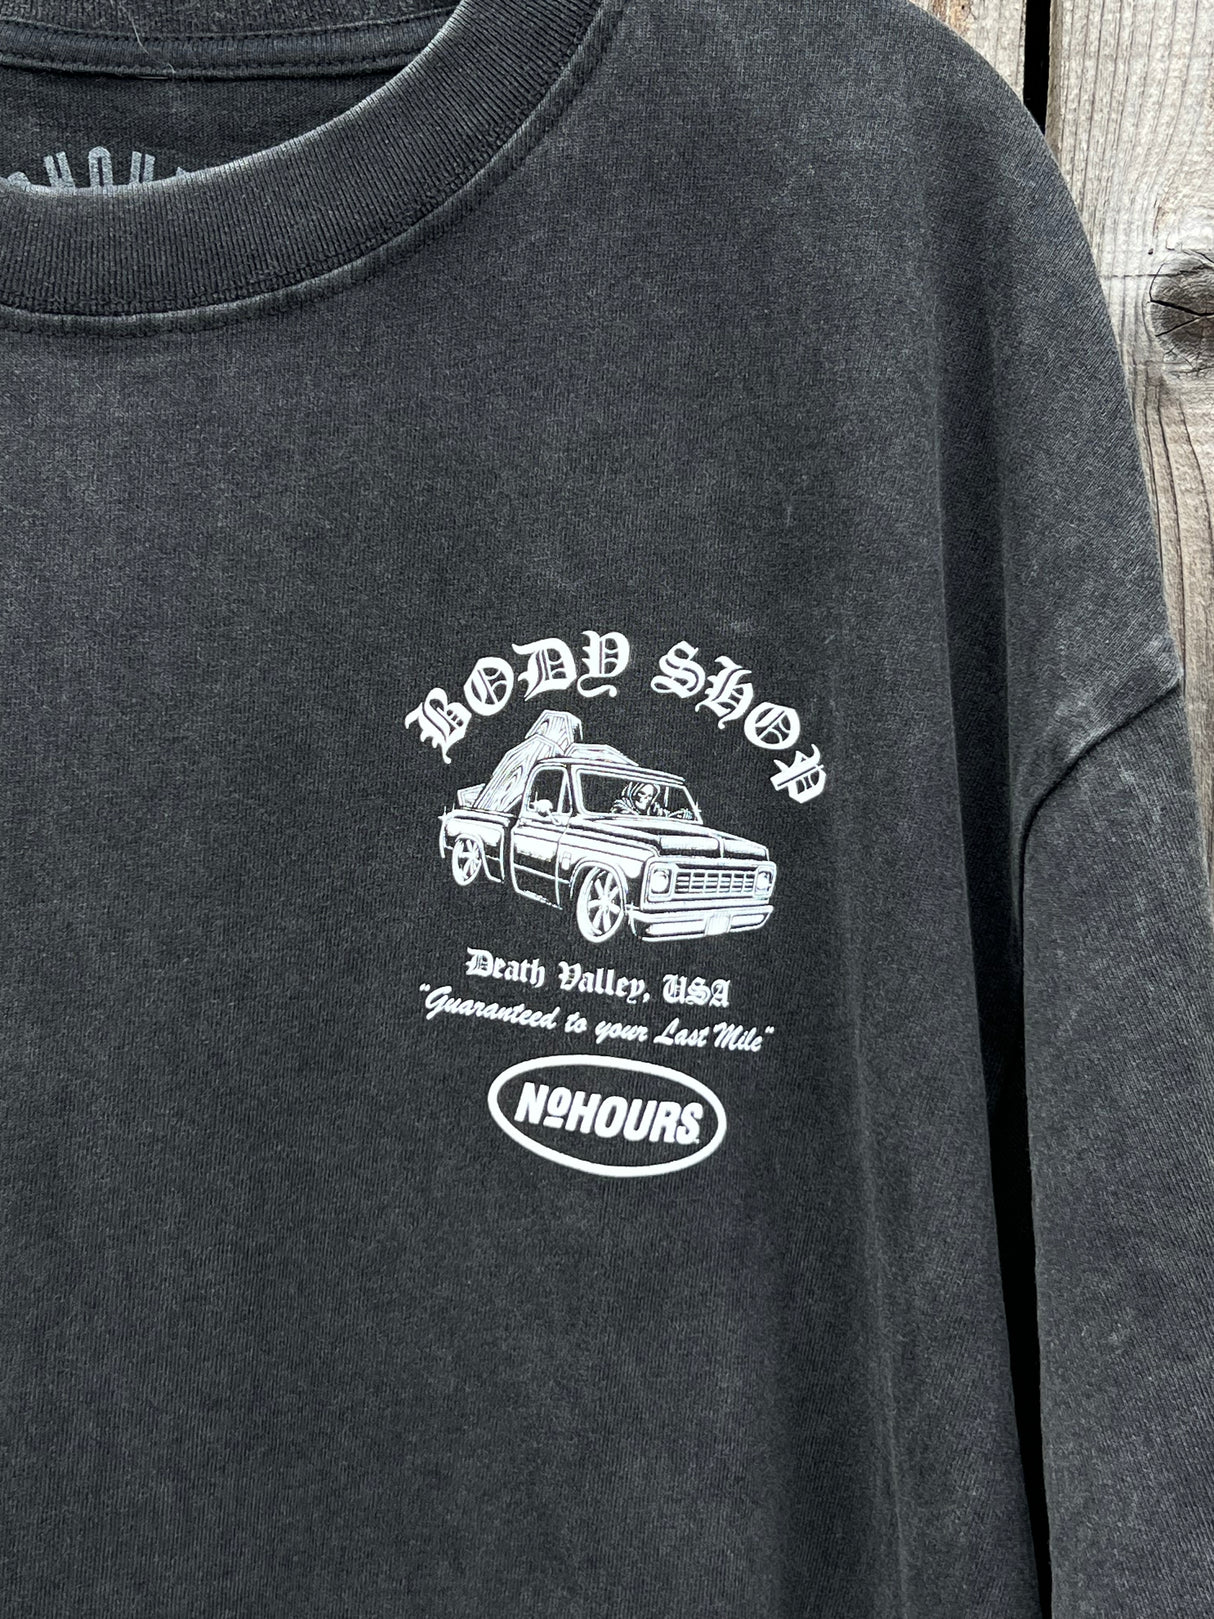 BODY SHOP
Death Valley, USA
"Guaranteed to your Last Mile"
NoHOURS